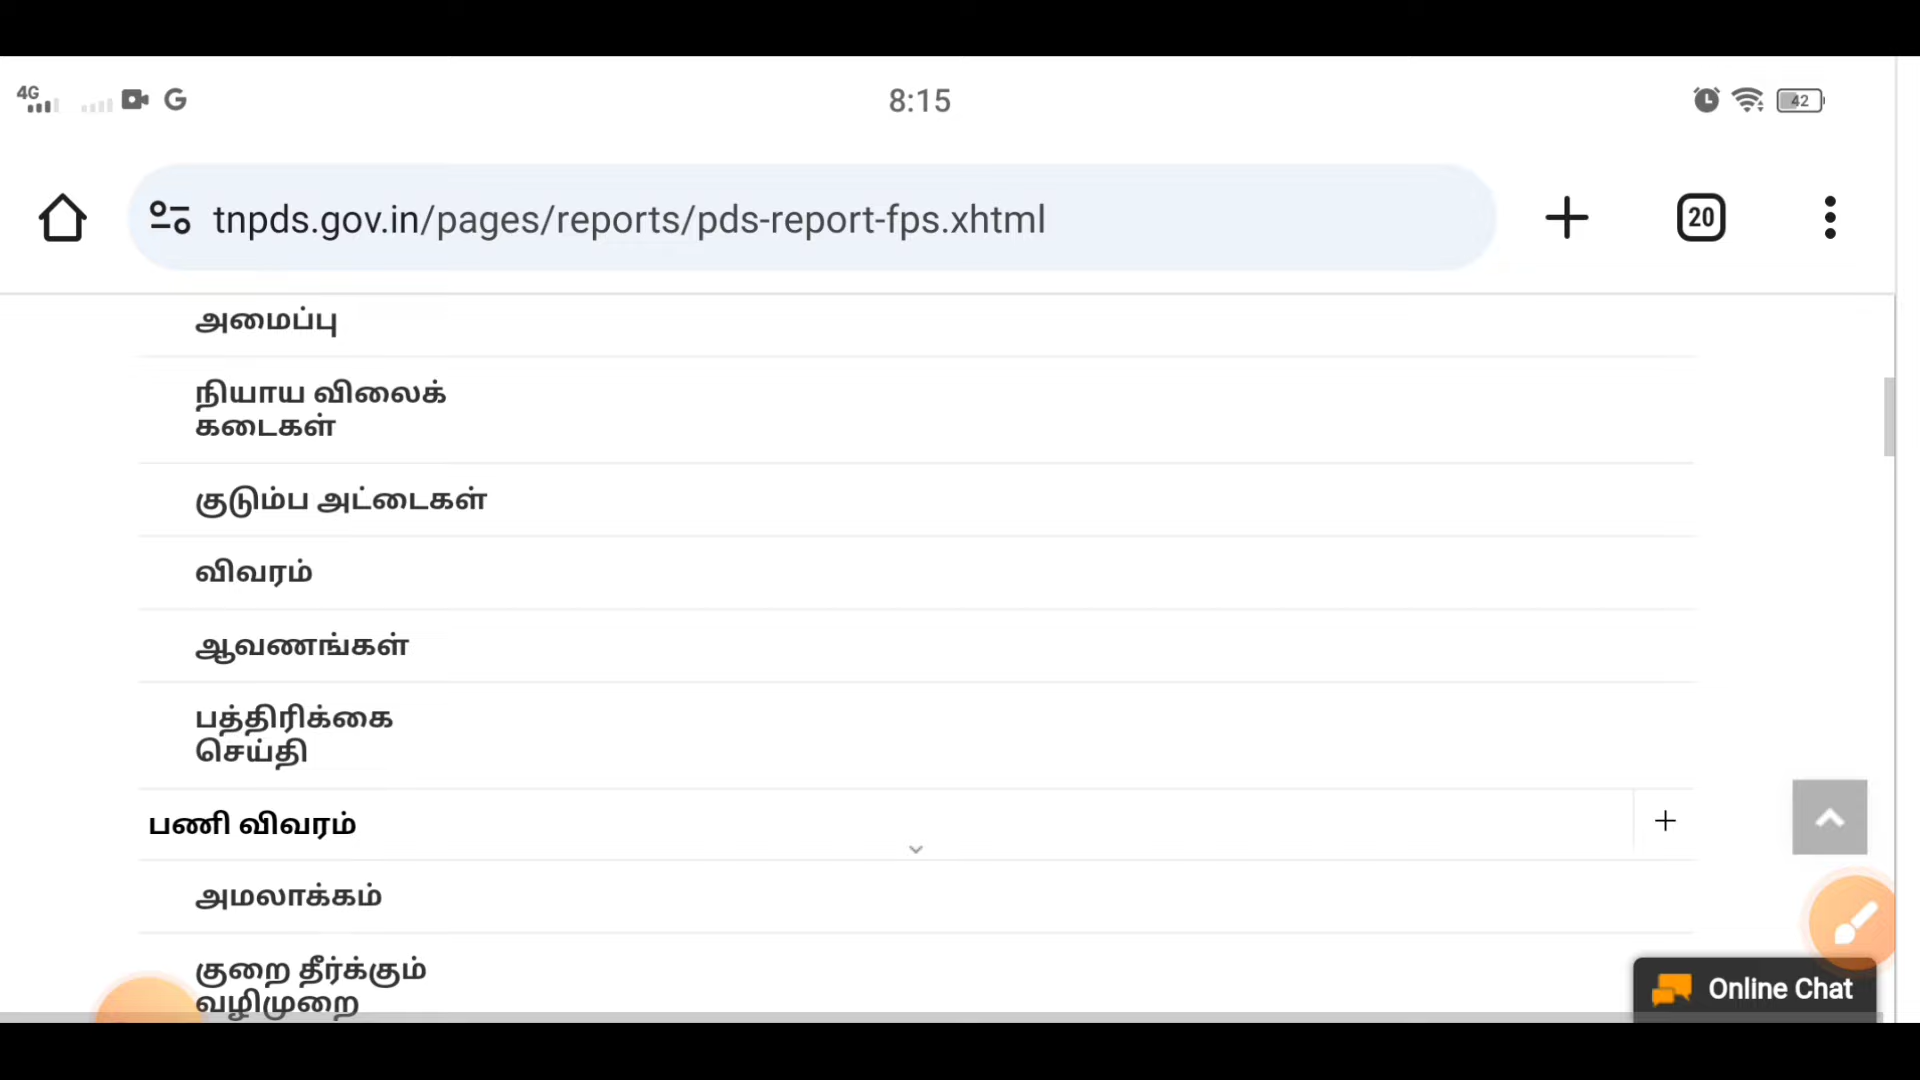 4G
8:15
42
tnpds.gov.in/pages/reports/pds-report-fps.xhtml
20
அமைப்பு
நியாய விலைக்
கடைகள்
குடும்ப அட்டைகள்
விவரம்
ஆவணங்கள்
பத்திரிக்கை
செய்தி
பணி விவரம்
அமலாக்கம்
குறை தீர்க்கும்
வழிமுறை
Online Chat